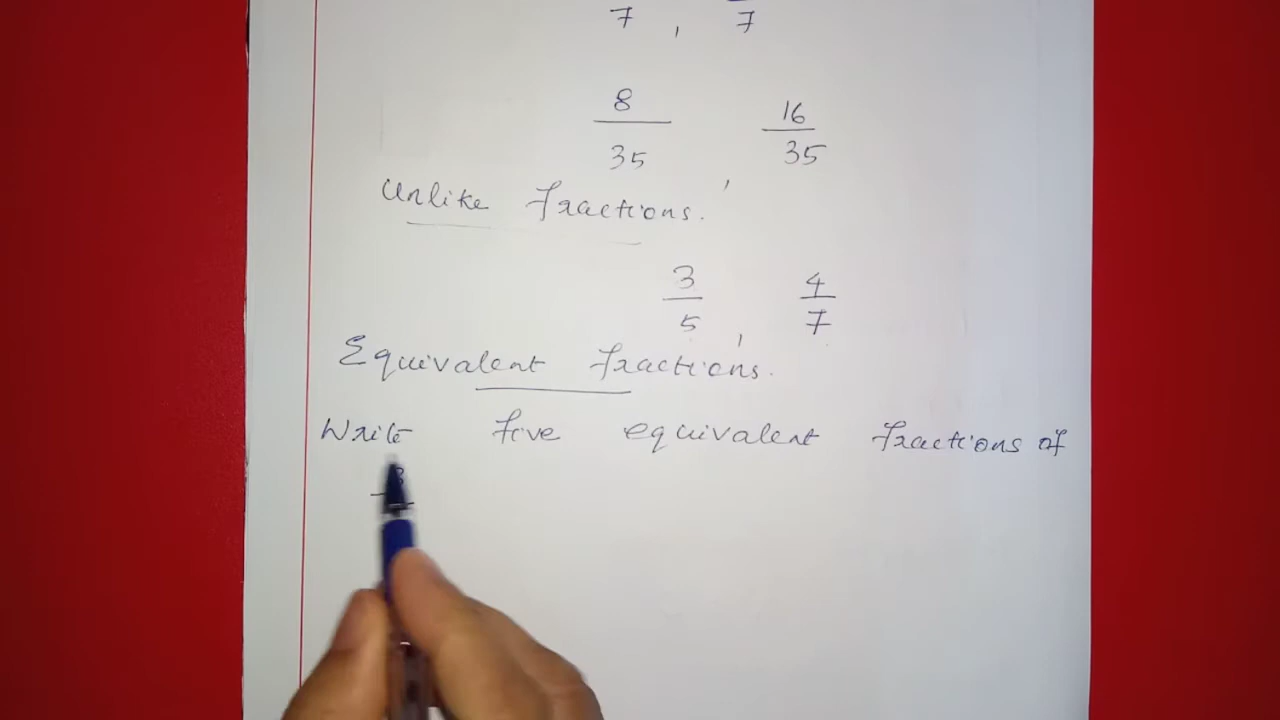 7 , 7
8/35 , 16/35
Unlike fractions.
3/5 , 4/7
Equivalent fractions.
Write five equivalent fractions of